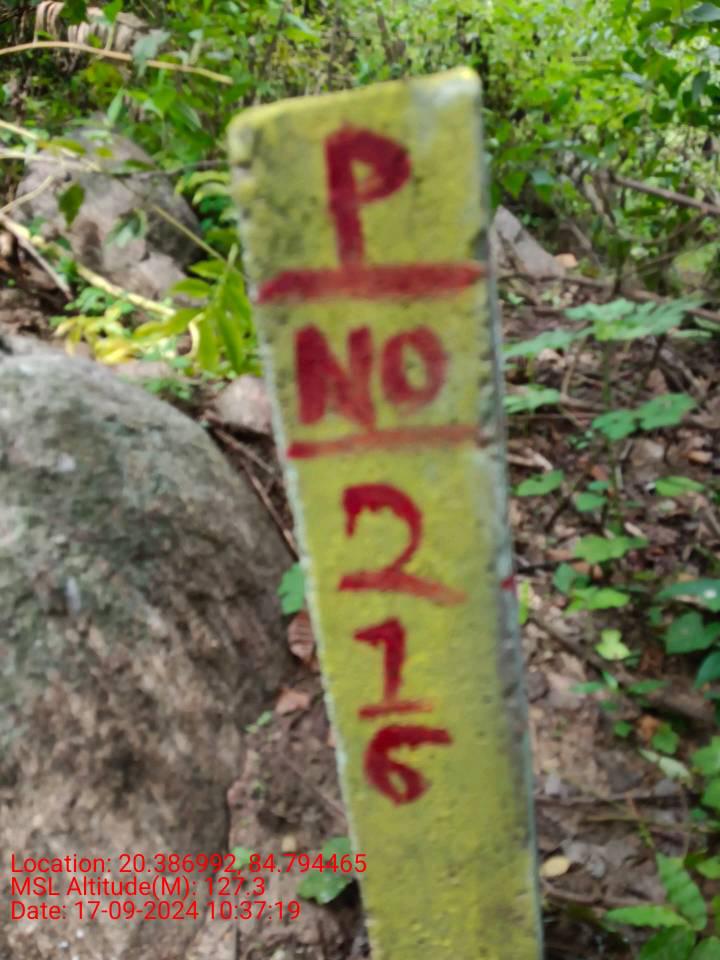 P
NO
2
1
6
Location: 20.386992, 84.794465
MSL Altitude(M): 127.3
Date: 17-09-2024 10:37:19